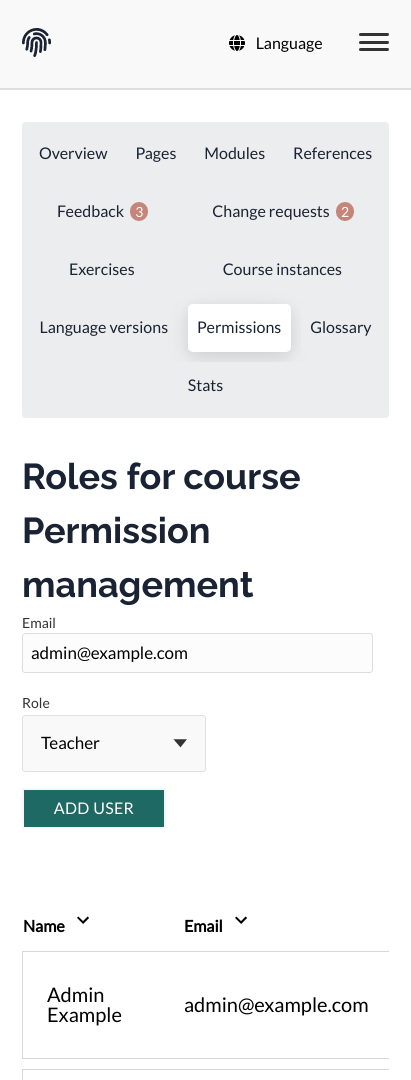 Language
Overview Pages Modules References
Feedback 3 Change requests 2
Exercises Course instances
Language versions Permissions Glossary
Stats
Roles for course
Permission
management
Email
admin@example.com
Role
Teacher
ADD USER
Name Email
Admin
Example
admin@example.com